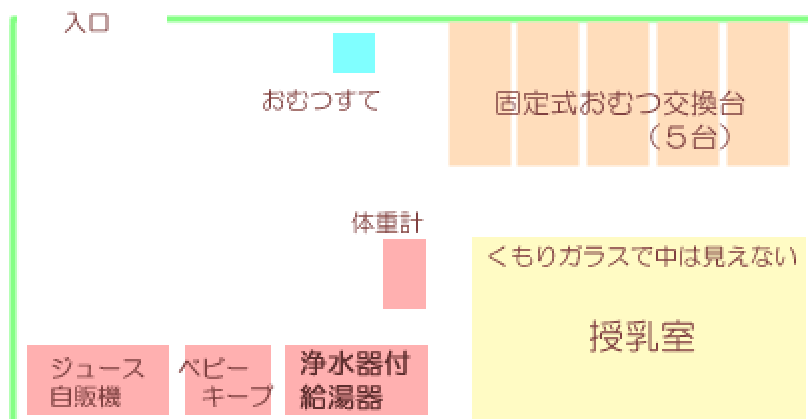 入口
おむつすて
固定式おむつ交換台
（５台）
体重計
くもりガラスで中は見えない
授乳室
ジュース
自販機
ベビー
キープ
浄水器付
給湯器